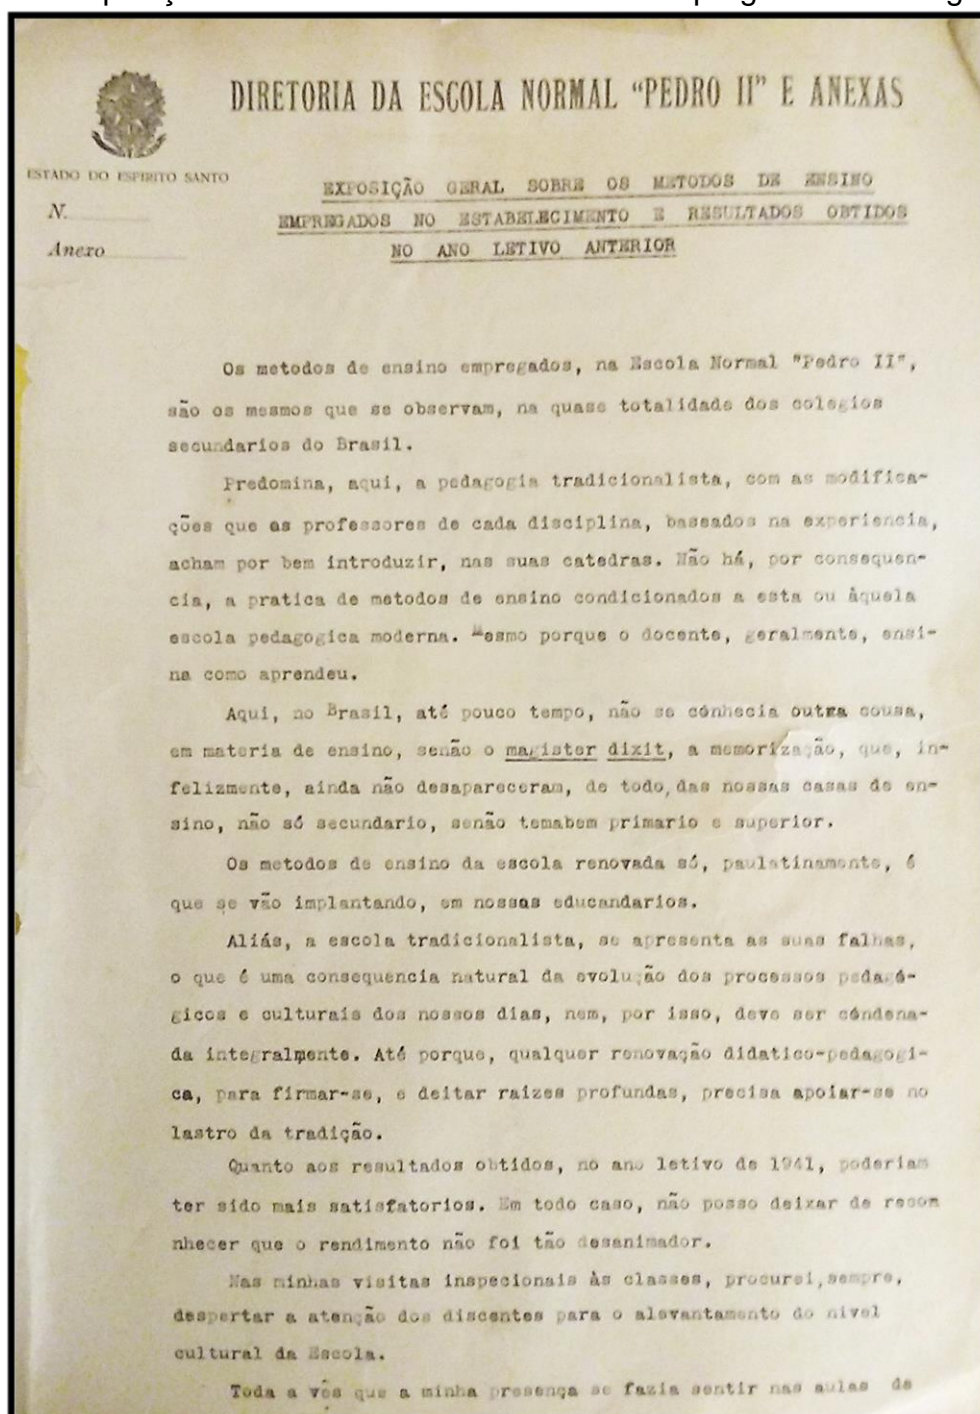 DIRETORIA DA ESCOLA NORMAL “PEDRO II” E ANEXAS
ESTADO DO ESPIRITO SANTO
N.
Anexo
EXPOSIÇÃO GERAL SOBRE OS METODOS DE ENSINO
EMPREGADOS NO ESTABELECIMENTO E RESULTADOS OBTIDOS
NO ANO LETIVO ANTERIOR
Os metodos de ensino empregados, na Escola Normal "Pedro II",
são os mesmos que se observam, na quase totalidade dos colegios
secundarios do Brasil.
Predomina, aqui, a pedagogia tradicionalista, com as modifica-
ções que os professores de cada disciplina, baseados na experiencia,
acham por bem introduzir, nas suas catedras. Não há, por consequen-
cia, a pratica de metodos de ensino condicionados a esta ou àquela
escola pedagogica moderna. Mesmo porque o docente, geralmente, ensi-
na como aprendeu.
Aqui, no Brasil, até pouco tempo, não se cónhecia outra cousa,
em materia de ensino, senão o magister dixit, a memorização, que, in-
felizmente, ainda não desapareceram, de todo, das nossas casas de en-
sino, não só secundario, senão temabem primario e superior.
Os metodos de ensino da escola renovada só, paulatinamente, é
que se vão implantando, em nossas educandarios.
Aliás, a escola tradicionalista, se apresenta as suas falhas,
o que é uma consequencia natural da evolução dos processos pedagó-
gicos e culturais dos nossos dias, nem, por isso, deve ser cóndena-
da integralmente. Até porque, qualquer renovação didatico-pedagogi-
ca, para firmar-se, e deitar raizes profundas, precisa apoiar-se no
lastro da tradição.
Quanto aos resultados obtidos, no ano letivo de 1941, poderiam
ter sido mais satisfatorios. Em todo caso, não posso deixar de recom
nhecer que o rendimento não foi tão desanimador.
Nas minhas visitas inspecionais às classes, procurei, sempre,
despertar a atenção dos discentes para o alevantamento do nivel
cultural da Escola.
Toda a vês que a minha presença se fazia sentir nas aulas de